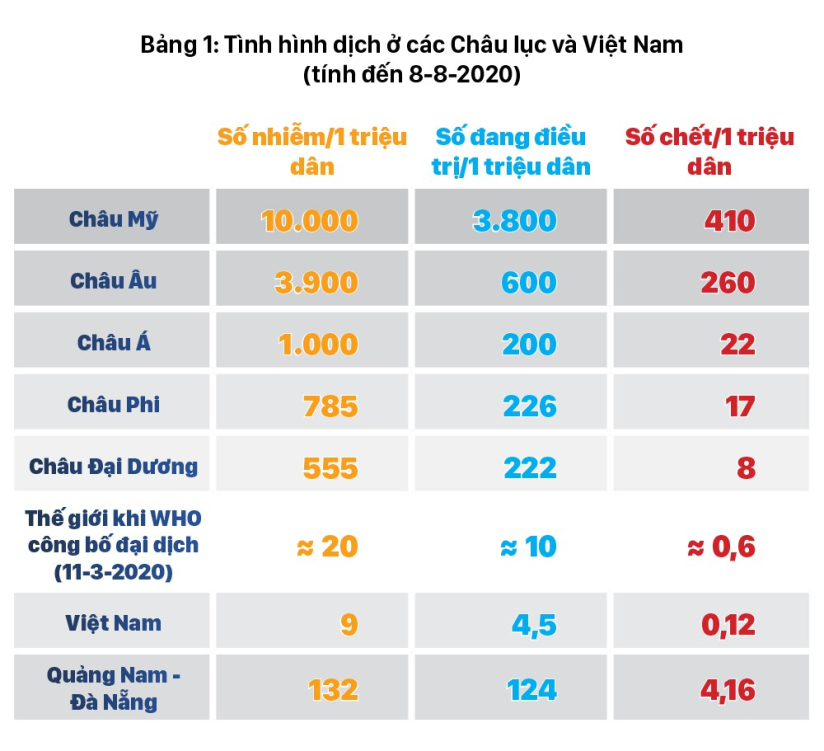 Bảng 1: Tình hình dịch ở các Châu lục và Việt Nam
(tính đến 8-8-2020)
Số nhiễm/1 triệu dân Số đang điều trị/1 triệu dân Số chết/1 triệu dân
Châu Mỹ 10.000 3.800 410
Châu Âu 3.900 600 260
Châu Á 1.000 200 22
Châu Phi 785 226 17
Châu Đại Dương 555 222 8
Thế giới khi WHO
công bố đại dịch ≈ 20 ≈ 10 ≈ 0,6
(11-3-2020)
Việt Nam 9 4,5 0,12
Quảng Nam -
Đà Nẵng 132 124 4,16